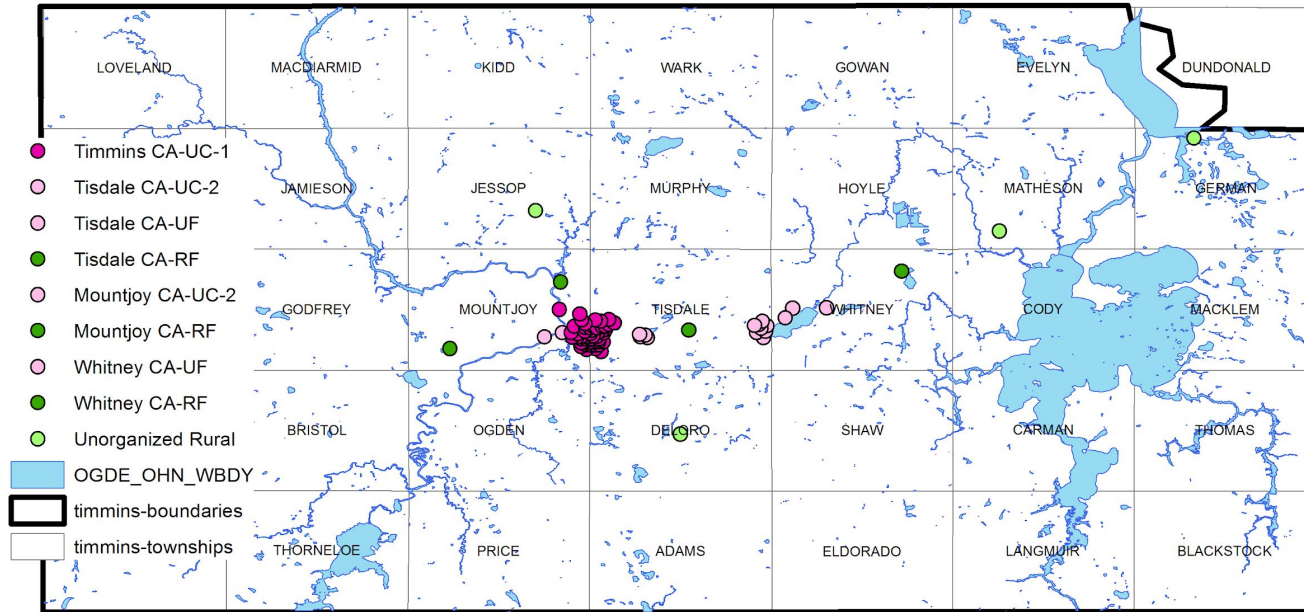 LOVELAND MACDIARMID KIDD WARK GOWAN EVELYN DUNDONALD
Timmins CA-UC-1
Tisdale CA-UC-2
JAMIESON JESSOP MURPHY HOYLE MATHESON GERMAN
Tisdale CA-UF
Tisdale CA-RF
Mountjoy CA-UC-2
GODFREY MOUNTJOY TISDALE WHITNEY CODY MACKLEM
Mountjoy CA-RF
Whitney CA-UF
Whitney CA-RF
Unorganized Rural
BRISTOL OGDEN DELORO SHAW CARMAN THOMAS
OGDE_OHN_WBDY
timmins-boundaries
timmins-townships
THORNELOE PRICE ADAMS ELDORADO LANGMUIR BLACKSTOCK